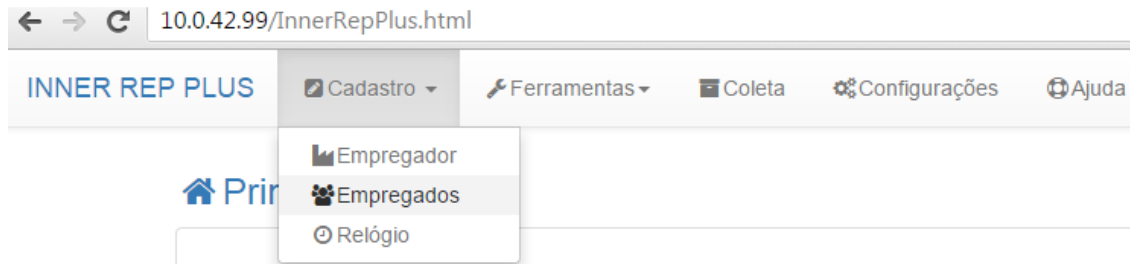 10.0.42.99/InnerRepPlus.html
INNER REP PLUS Cadastro Ferramentas Coleta Configurações Ajuda
Empregador
Prin Empregados
Relógio